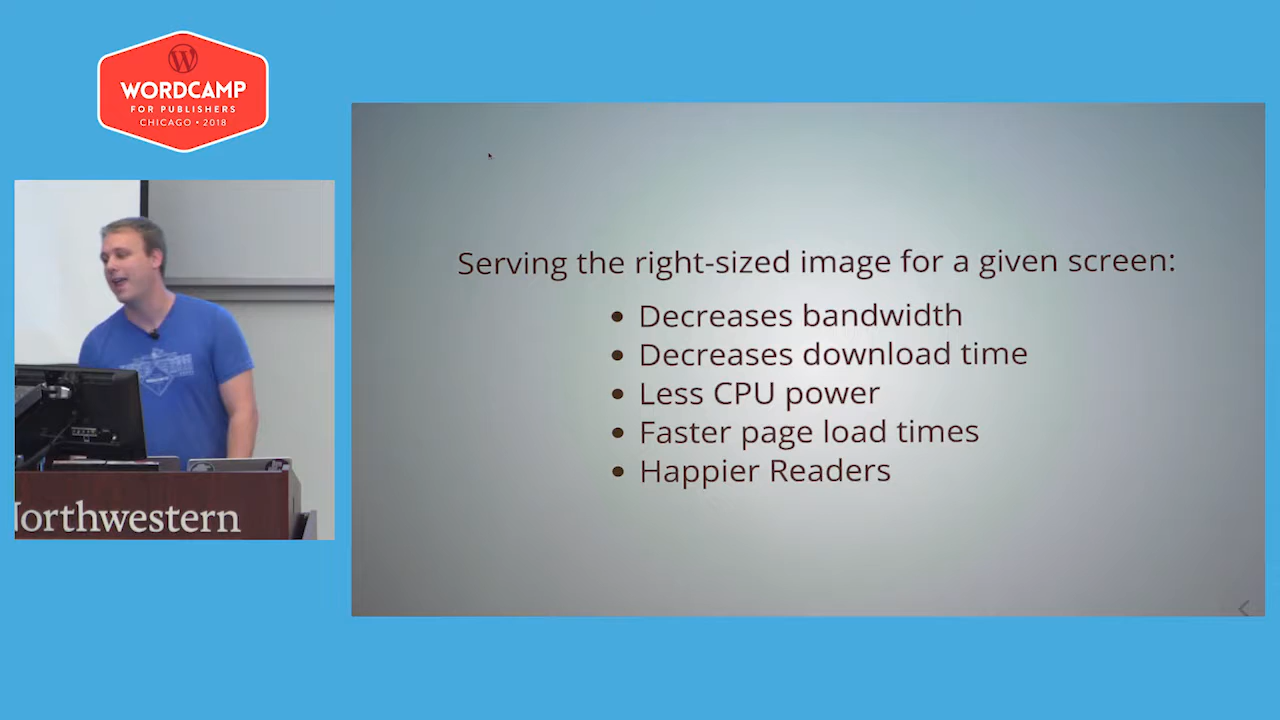 WORDCAMP
FOR PUBLISHERS
CHICAGO • 2018
Serving the right-sized image for a given screen:
• Decreases bandwidth
• Decreases download time
• Less CPU power
• Faster page load times
• Happier Readers
Northwestern